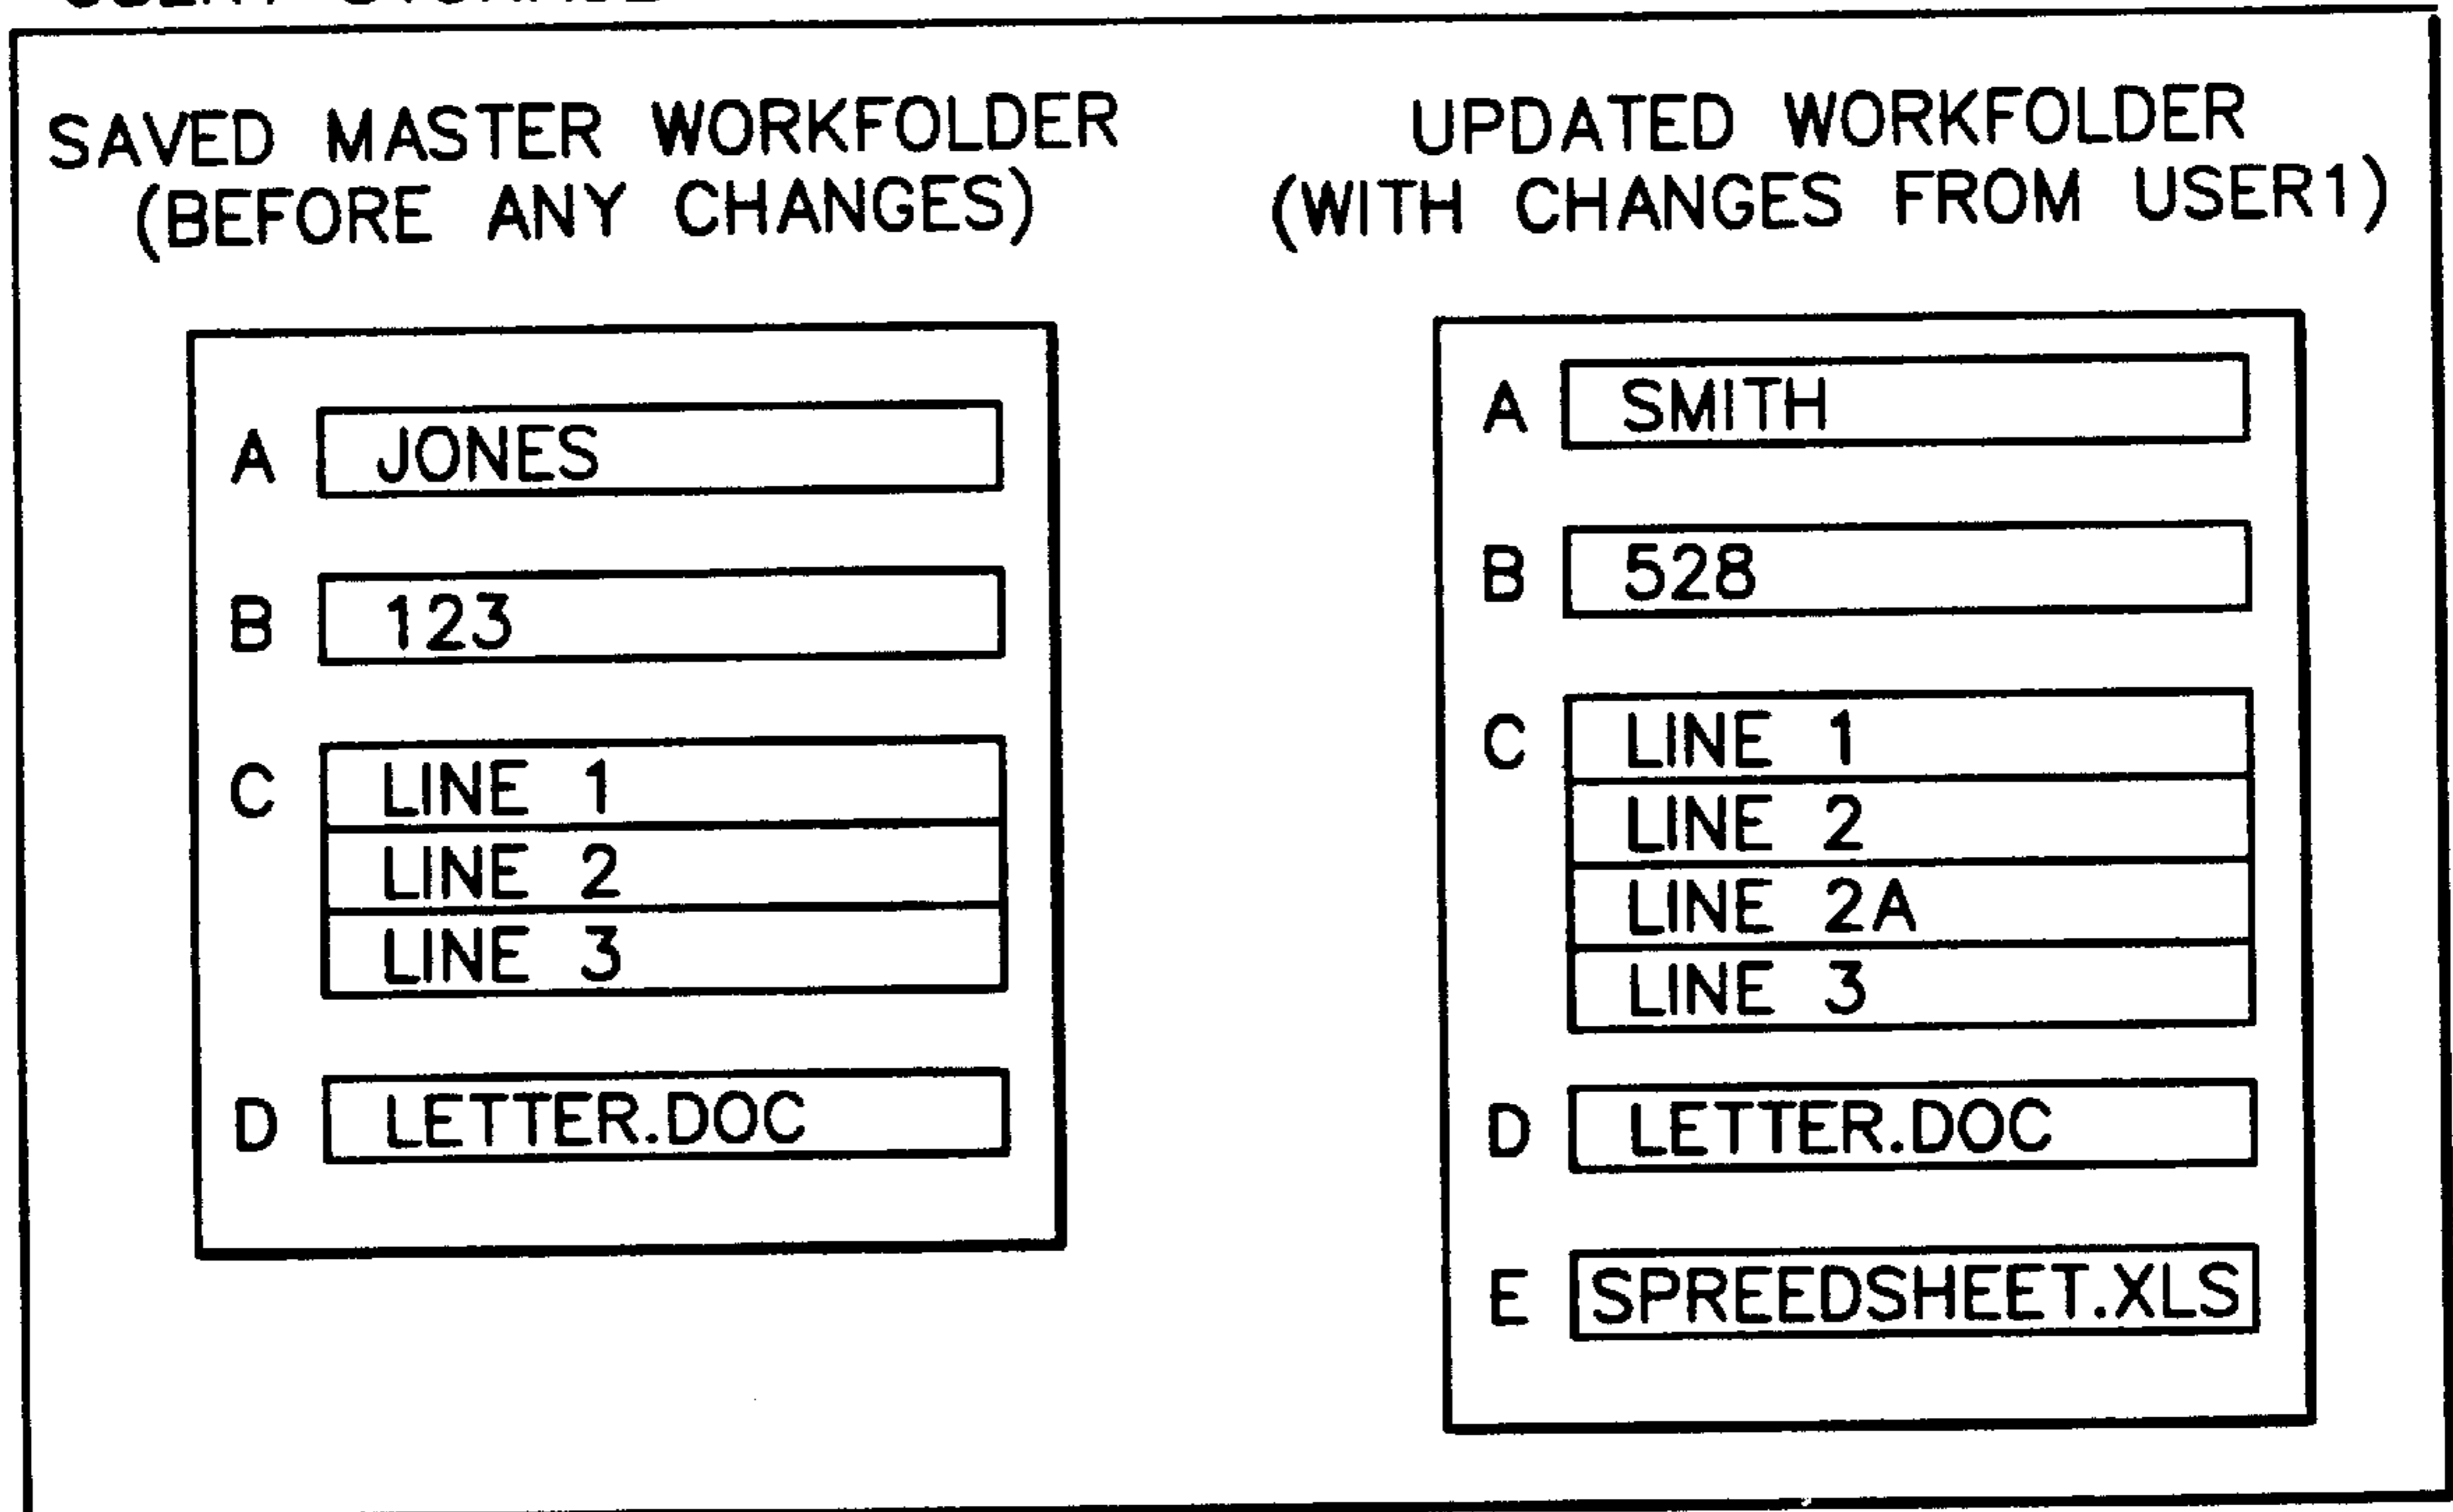 SAVED MASTER WORKFOLDER
(BEFORE ANY CHANGES)
A JONES
B 123
C LINE 1
LINE 2
LINE 3
D LETTER.DOC
UPDATED WORKFOLDER
(WITH CHANGES FROM USER1)
A SMITH
B 528
C LINE 1
LINE 2
LINE 2A
LINE 3
D LETTER.DOC
E SPREEDSHEET.XLS